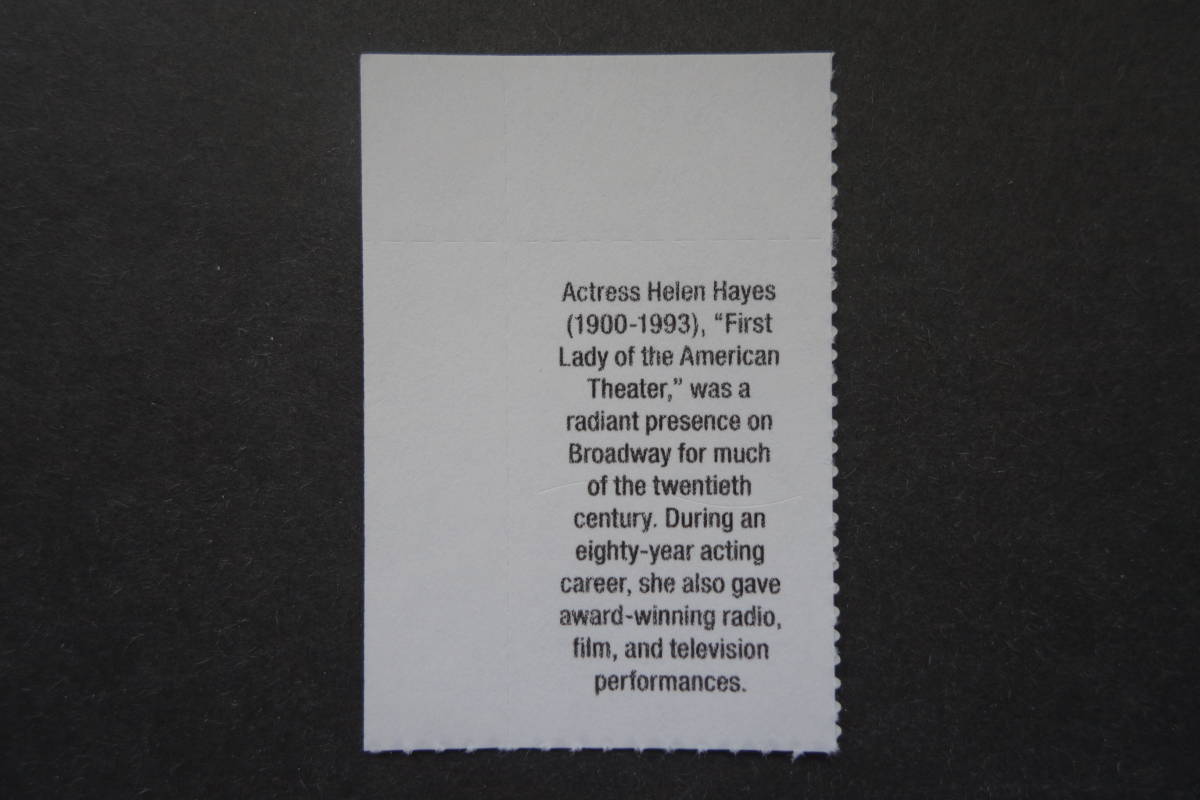 Actress Helen Hayes
(1900-1993), “First
Lady of the American
Theater,” was a
radiant presence on
Broadway for much
of the twentieth
century. During an
eighty-year acting
career, she also gave
award-winning radio,
film, and television
performances.